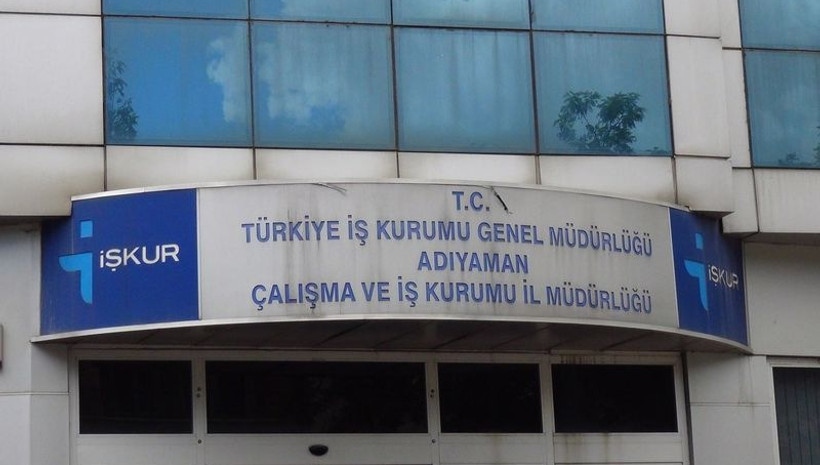 T.C.
TÜRKİYE İŞ KURUMU GENEL MÜDÜRLÜĞÜ
ADIYAMAN
ÇALIŞMA VE İŞ KURUMU İL MÜDÜRLÜĞÜ
İŞKUR
İŞKUR